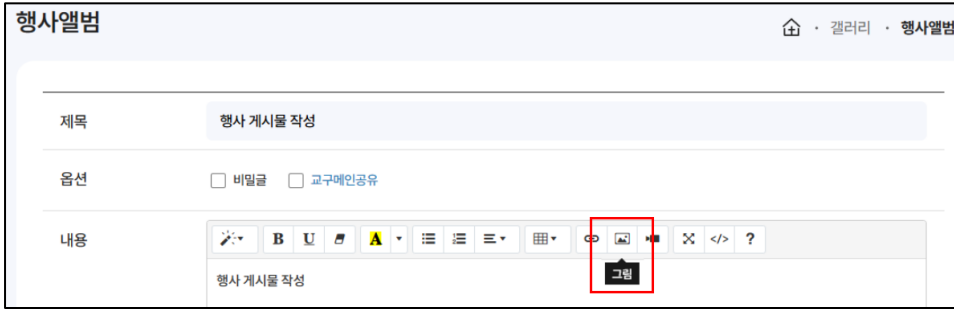 행사앨범
· 갤러리 · 행사앨범
제목 행사 게시물 작성
옵션 비밀글 교구메인공유
내용 B U A </> ?
그림
행사 게시물 작성